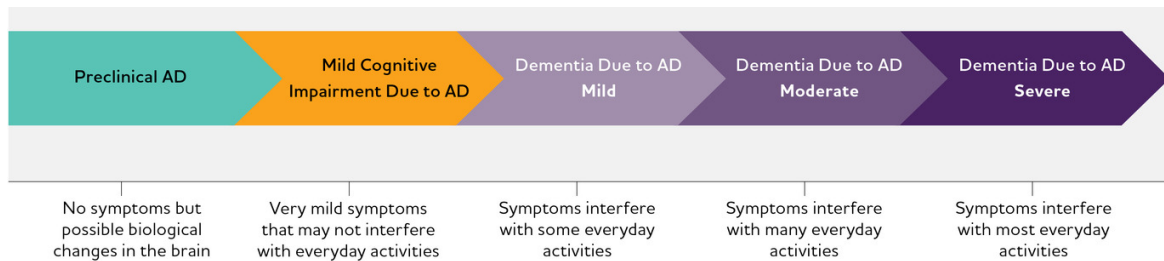 Preclinical AD
Mild Cognitive
Impairment Due to AD
Dementia Due to AD
Mild
Dementia Due to AD
Moderate
Dementia Due to AD
Severe
No symptoms but
possible biological
changes in the brain
Very mild symptoms
that may not interfere
with everyday activities
Symptoms interfere
with some everyday
activities
Symptoms interfere
with many everyday
activities
Symptoms interfere
with most everyday
activities